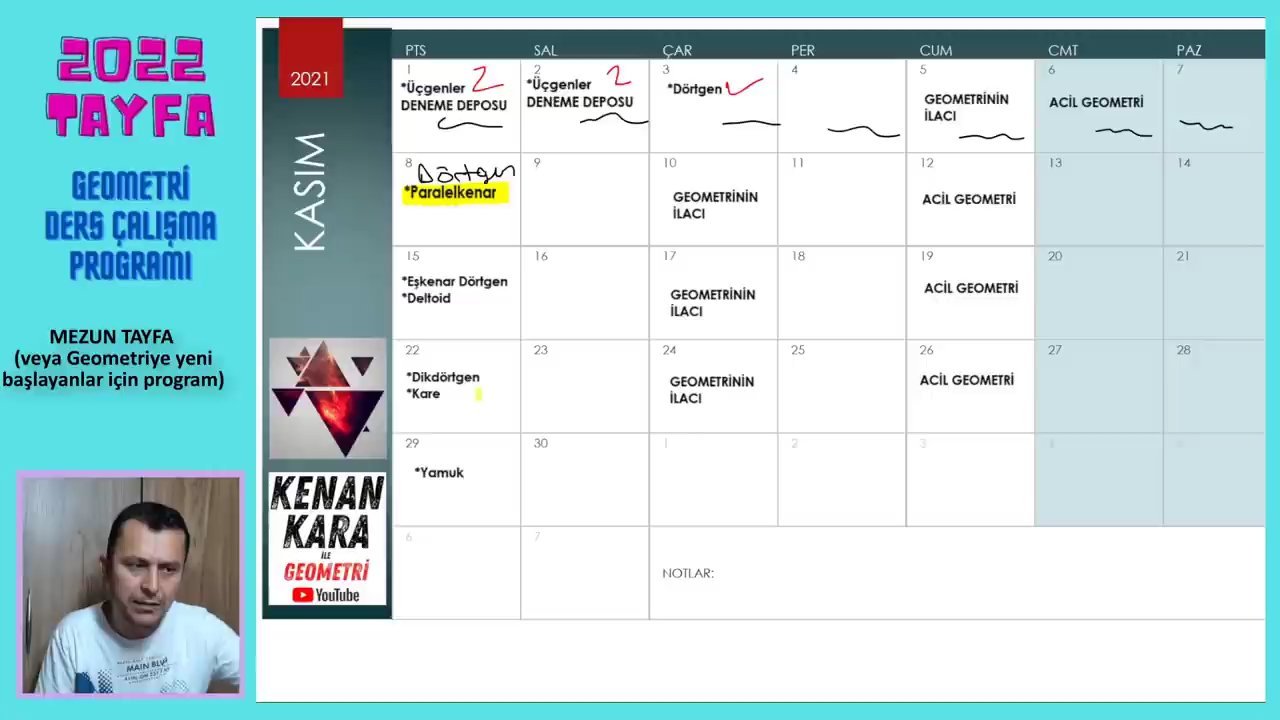 2022
TAYFA
GEOMETRİ
DERS ÇALIŞMA
PROGRAMI
MEZUN TAYFA
(veya Geometriye yeni
başlayanlar için program)
2021
KASIM
KENAN
KARA
İLE
GEOMETRİ
YouTube
PTS SAL ÇAR PER CUM CMT PAZ
1 2 3 4 5 6 7
*Üçgenler 2
DENEME DEPOSU
*Üçgenler 2
DENEME DEPOSU
*Dörtgen
GEOMETRİNİN
İLACI
ACİL GEOMETRİ
8 9 10 11 12 13 14
Dörtgen
*Paralelkenar
GEOMETRİNİN
İLACI
ACİL GEOMETRİ
15 16 17 18 19 20 21
*Eşkenar Dörtgen
*Deltoid
GEOMETRİNİN
İLACI
ACİL GEOMETRİ
22 23 24 25 26 27 28
*Dikdörtgen
*Kare
GEOMETRİNİN
İLACI
ACİL GEOMETRİ
29 30 1 2 3 4 5
*Yamuk
6 7
NOTLAR:
MAIN BLV